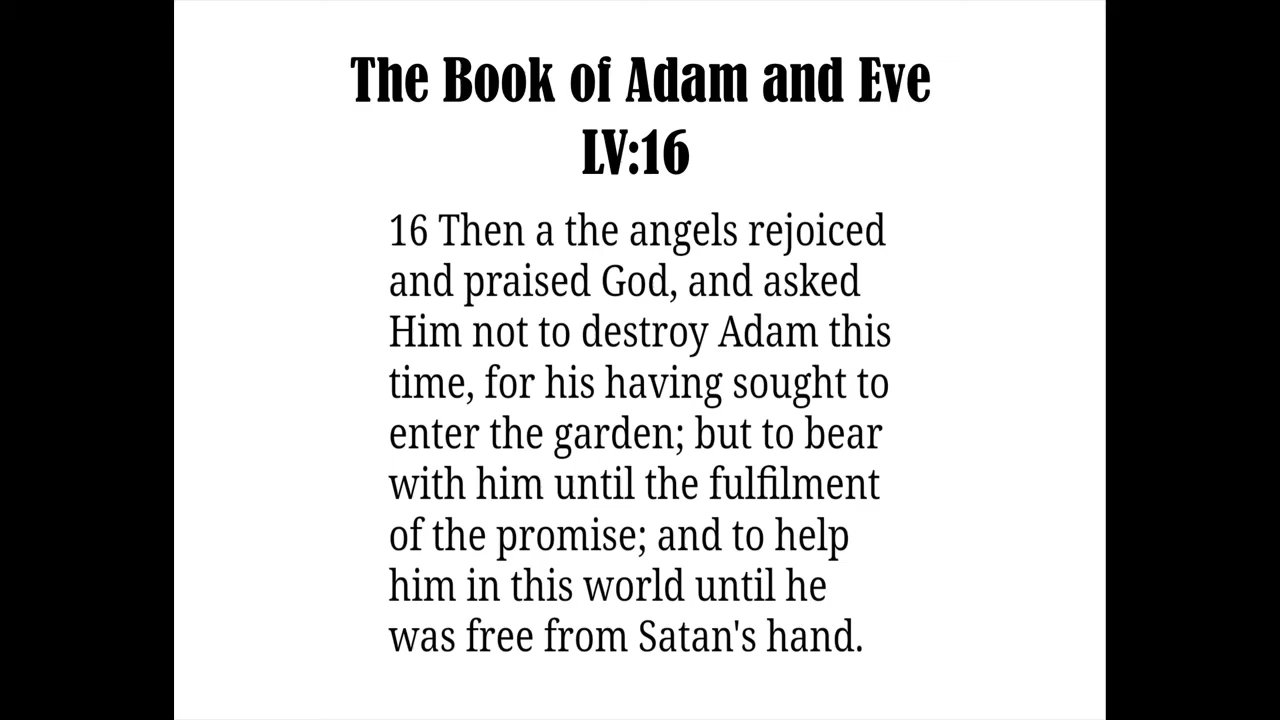 The Book of Adam and Eve
LV:16
16 Then a the angels rejoiced
and praised God, and asked
Him not to destroy Adam this
time, for his having sought to
enter the garden; but to bear
with him until the fulfilment
of the promise; and to help
him in this world until he
was free from Satan's hand.